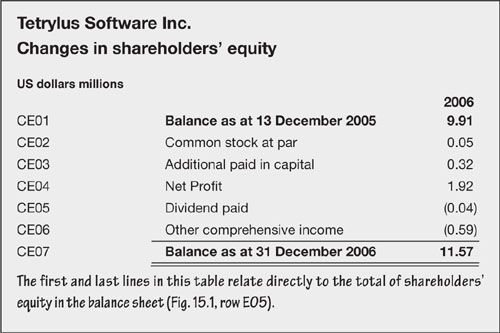 Tetrylus Software Inc.
Changes in shareholders' equity
US dollars millions
2006
CE01 Balance as at 13 December 2005 9.91
CE02 Common stock at par 0.05
CE03 Additional paid in capital 0.32
CE04 Net Profit 1.92
CE05 Dividend paid (0.04)
CE06 Other comprehensive income (0.59)
CE07 Balance as at 31 December 2006 11.57
The first and last lines in this table relate directly to the total of shareholders'
equity in the balance sheet (Fig. 15.1, row E05).